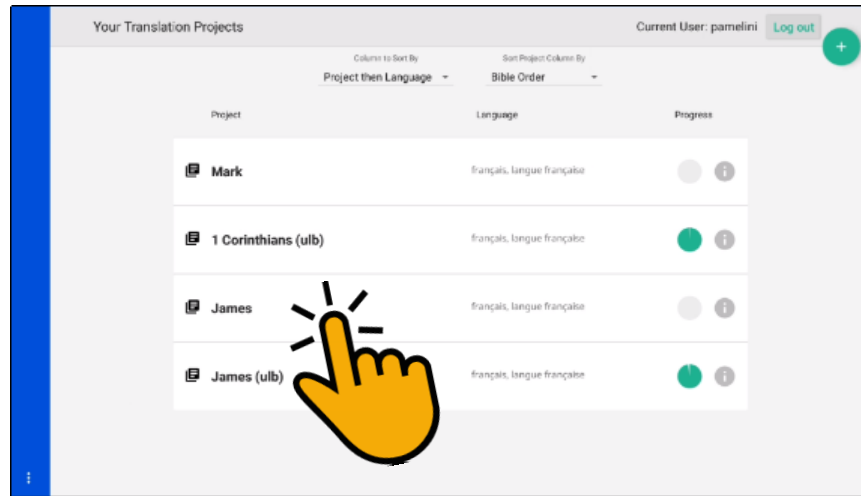 Your Translation Projects Current User: pamelini Log out
+
Column to Sort By Sort Project Column By
Project then Language Bible Order
Project Language Progress
Mark français, langue française
1 Corinthians (ulb) français, langue française
James français, langue française
James (ulb) français, langue française